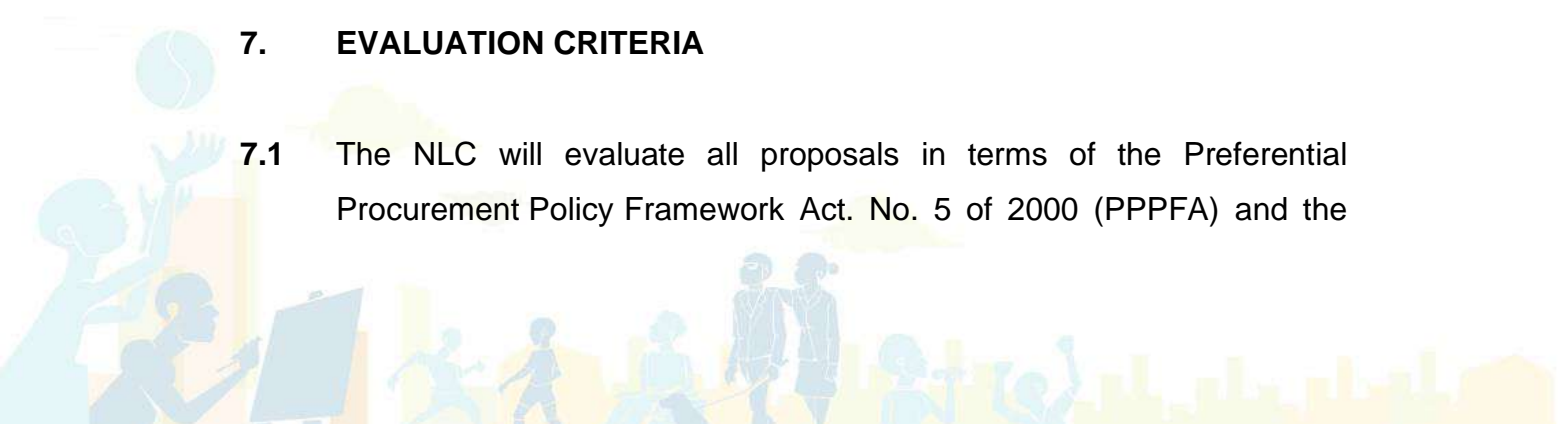 7. EVALUATION CRITERIA
7.1 The NLC will evaluate all proposals in terms of the Preferential
Procurement Policy Framework Act. No. 5 of 2000 (PPPFA) and the